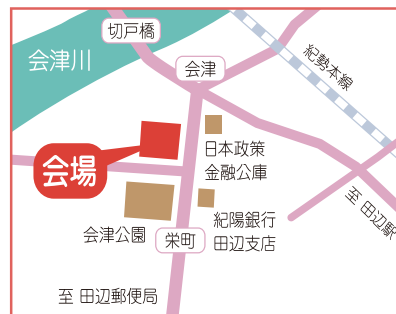 切戸橋
会津川
会津
紀勢本線
日本政策
金融公庫
会場
至 田辺駅
紀陽銀行
田辺支店
会津公園
栄町
至 田辺郵便局